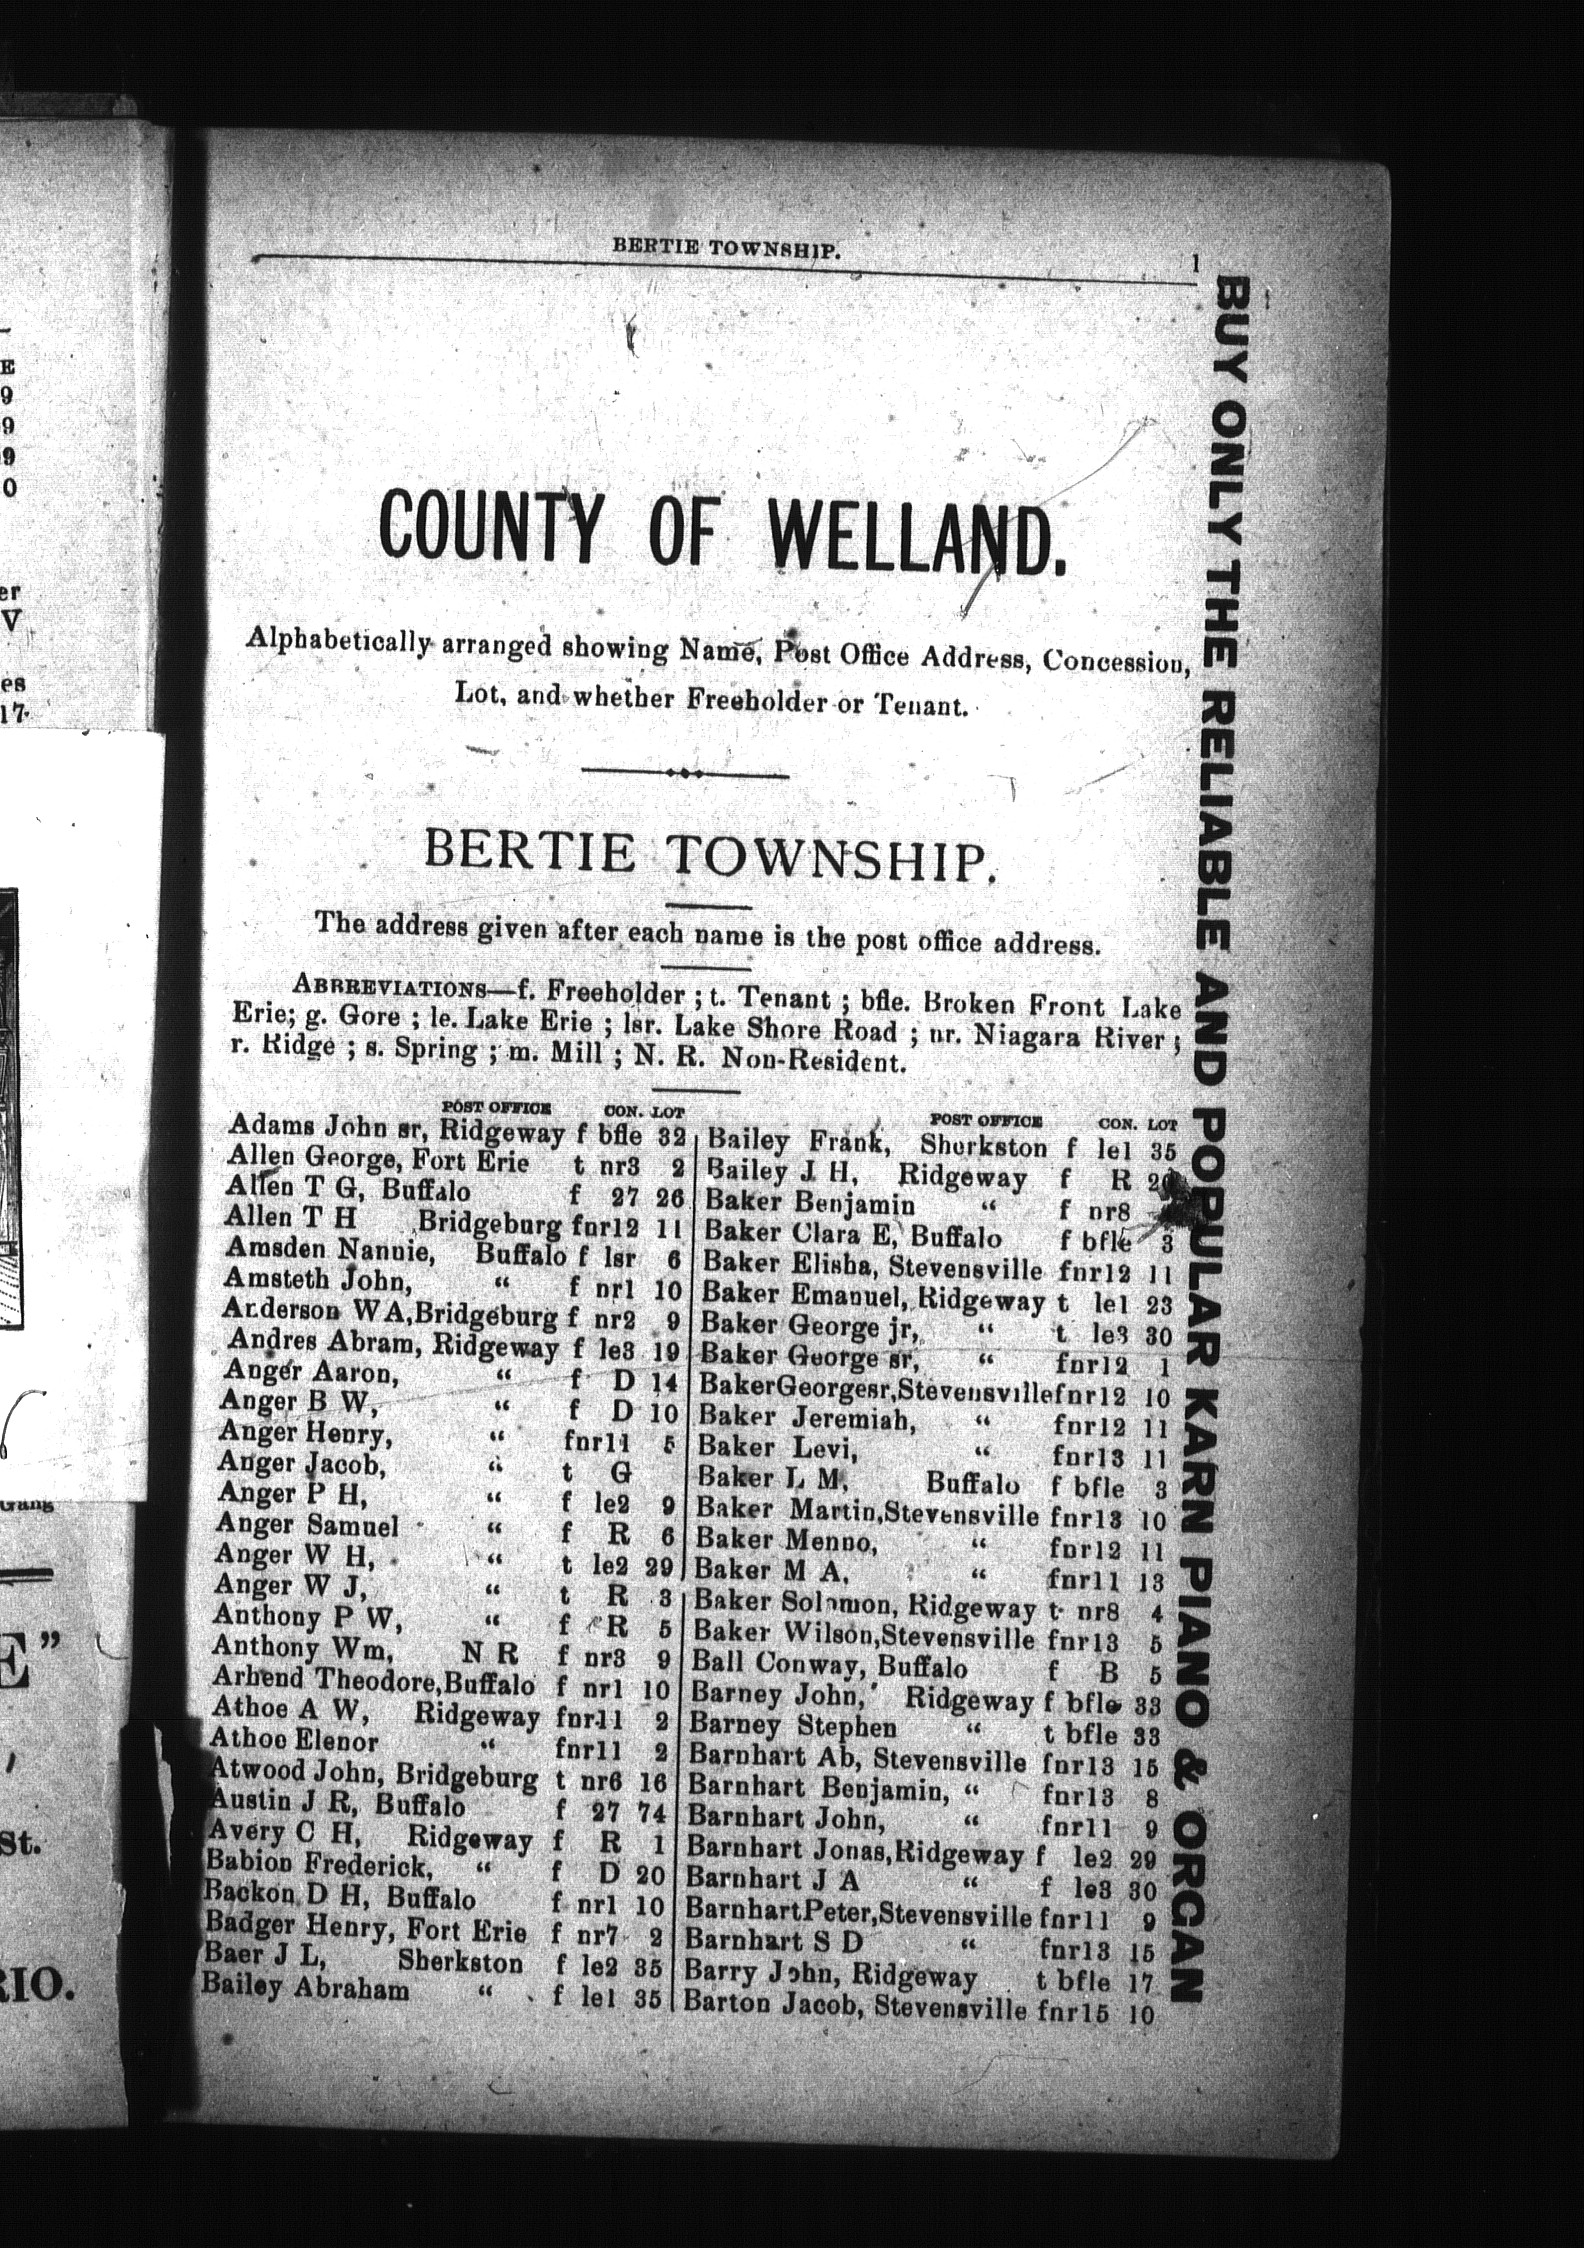 BERTIE TOWNSHIP. 1
COUNTY OF WELLAND.
Alphabetically arranged showing Name, Post Office Address, Concession,
Lot, and whether Freeholder or Tenant.
BERTIE TOWNSHIP.
The address given after each name is the post office address.
ABBREVIATIONS—f. Freeholder ; t. Tenant ; bfle. Broken Front Lake
Erie; g. Gore ; le. Lake Erie ; lsr. Lake Shore Road ; nr. Niagara River ;
r. Ridge ; s. Spring ; m. Mill ; N. R. Non-Resident.
POST OFFICE CON. LOT
Adams John sr, Ridgeway f bfle 32
Allen George, Fort Erie t nr3 2
Allen T G, Buffalo f 27 26
Allen T H Bridgeburg fnr12 11
Amsden Nannie, Buffalo f lsr 6
Amsteth John, “ f nr1 10
Anderson W A,Bridgeburg f nr2 9
Andres Abram, Ridgeway f le3 19
Anger Aaron, “ f D 14
Anger B W, “ f D 10
Anger Henry, “ fnr11 5
Anger Jacob, “ t G
Anger P H, “ f le2 9
Anger Samuel “ f R 6
Anger W H, “ t le2 29
Anger W J, “ t R 3
Anthony P W, “ f R 5
Anthony Wm, N R f nr3 9
Arhend Theodore,Buffalo f nr1 10
Athoe A W, Ridgeway fnr11 2
Athoe Elenor “ fnr11 2
Atwood John, Bridgeburg t nr6 16
Austin J R, Buffalo f 27 74
Avery C H, Ridgeway f R 1
Babion Frederick, “ f D 20
Backon D H, Buffalo f nr1 10
Badger Henry, Fort Erie f nr7 2
Baer J L, Sherkston f le2 35
Bailey Abraham “ f le1 35
POST OFFICE CON. LOT
Bailey Frank, Sherkston f le1 35
Bailey J H, Ridgeway f R
Baker Benjamin “ f nr8
Baker Clara E, Buffalo f bfle 3
Baker Elisha, Stevensville fnr12 11
Baker Emanuel, Ridgeway t le1 23
Baker George jr, “ t le3 30
Baker George sr, “ fnr12 1
BakerGeorgesr,Stevensvillefnr12 10
Baker Jeremiah, “ fnr12 11
Baker Levi, “ fnr13 11
Baker L M, Buffalo f bfle 3
Baker Martin,Stevensville fnr13 10
Baker Menno, “ fnr12 11
Baker M A, “ fnr11 13
Baker Solomon, Ridgeway t nr8 4
Baker Wilson,Stevensville fnr13 5
Ball Conway, Buffalo f B 5
Barney John, Ridgeway f bfle 33
Barney Stephen “ t bfle 33
Barnhart Ab, Stevensville fnr13 15
Barnhart Benjamin, “ fnr13 8
Barnhart John, “ fnr11 9
Barnhart Jonas,Ridgeway f le2 29
Barnhart J A “ f le3 30
BarnhartPeter,Stevensville fnr11 9
Barnhart S D “ fnr13 15
Barry John, Ridgeway t bfle 17
Barton Jacob, Stevensville fnr15 10
BUY ONLY THE RELIABLE AND POPULAR KARN PIANO & ORGAN
E
9
9
9
0
er
V
es
17.
Gang
E”
,
St.
RIO.